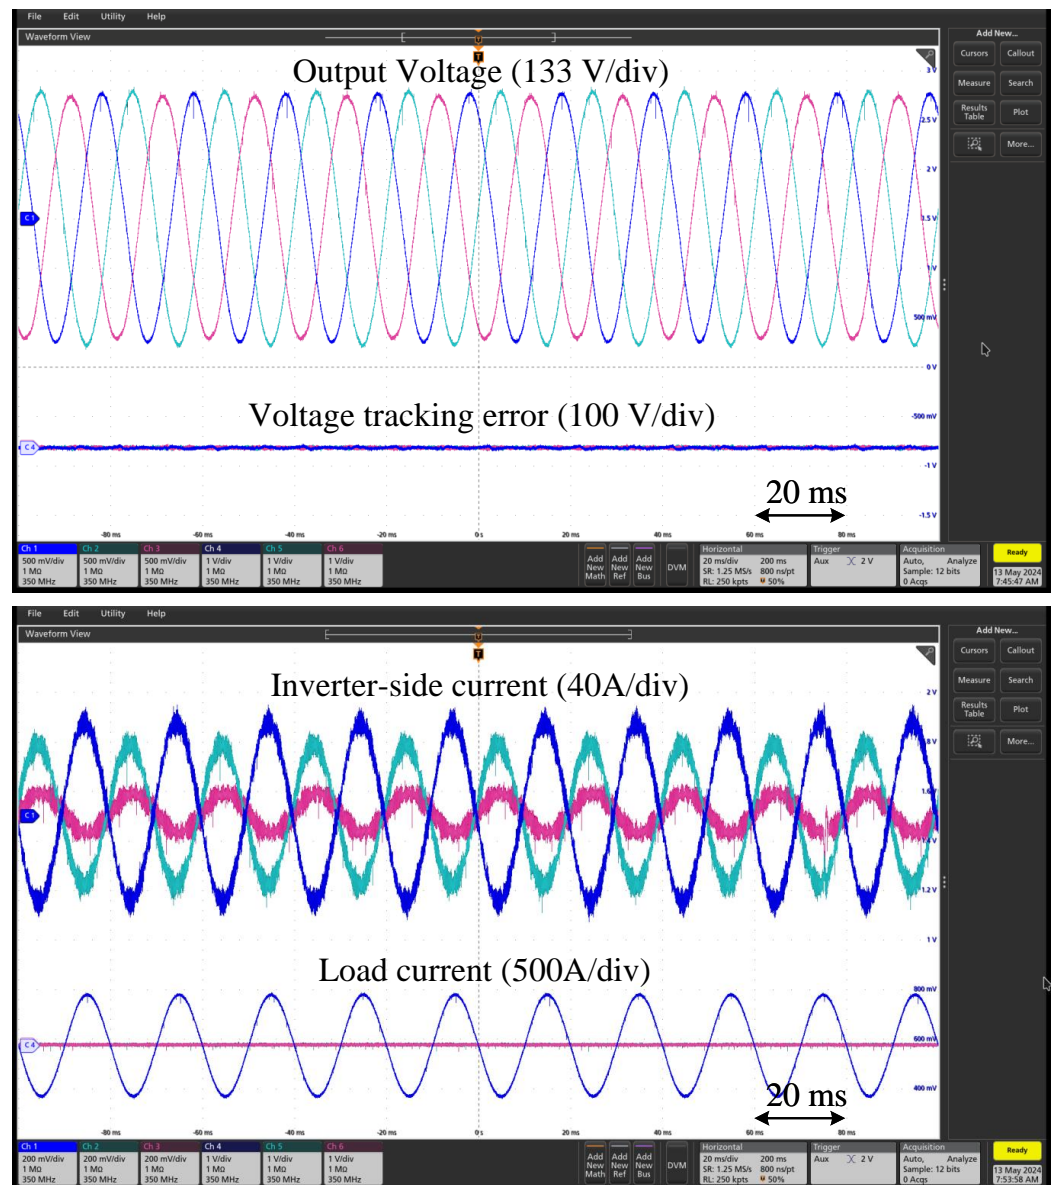 File Edit Utility Help
Waveform View
Add New...
Cursors Callout
Measure Search
Results Table Plot
More...
T
Output Voltage (133 V/div)
3 V
2.5 V
2 V
C 1
1.5 V
1 V
500 mV
0 V
Voltage tracking error (100 V/div)
-500 mV
C 4
-1 V
20 ms
-1.5 V
-80 ms -60 ms -40 ms -20 ms 0 s 20 ms 40 ms 60 ms 80 ms
Ch 1 Ch 2 Ch 3 Ch 4 Ch 5 Ch 6
500 mV/div 500 mV/div 500 mV/div 1 V/div 1 V/div 1 V/div
1 MΩ 1 MΩ 1 MΩ 1 MΩ 1 MΩ 1 MΩ
350 MHz 350 MHz 350 MHz 350 MHz 350 MHz 350 MHz
Add New Math Add New Ref Add New Bus DVM
Horizontal
20 ms/div 200 ms
SR: 1.25 MS/s 800 ns/pt
RL: 250 kpts 50%
Trigger
Aux 2 V
Acquisition
Auto, Analyze
Sample: 12 bits
0 Acqs
Ready
13 May 2024
7:45:47 AM
File Edit Utility Help
Waveform View
Add New...
Cursors Callout
Measure Search
Results Table Plot
More...
T
Inverter-side current (40A/div)
2 V
1.8 V
1.6 V
C 1
1.4 V
1.2 V
1 V
Load current (500A/div)
800 mV
C 4
600 mV
400 mV
20 ms
-80 ms -60 ms -40 ms -20 ms 0 s 20 ms 40 ms 60 ms 80 ms
Ch 1 Ch 2 Ch 3 Ch 4 Ch 5 Ch 6
200 mV/div 200 mV/div 200 mV/div 1 V/div 1 V/div 1 V/div
1 MΩ 1 MΩ 1 MΩ 1 MΩ 1 MΩ 1 MΩ
350 MHz 350 MHz 350 MHz 350 MHz 350 MHz 350 MHz
Add New Math Add New Ref Add New Bus DVM
Horizontal
20 ms/div 200 ms
SR: 1.25 MS/s 800 ns/pt
RL: 250 kpts 50%
Trigger
Aux 2 V
Acquisition
Auto, Analyze
Sample: 12 bits
0 Acqs
Ready
13 May 2024
7:53:58 AM